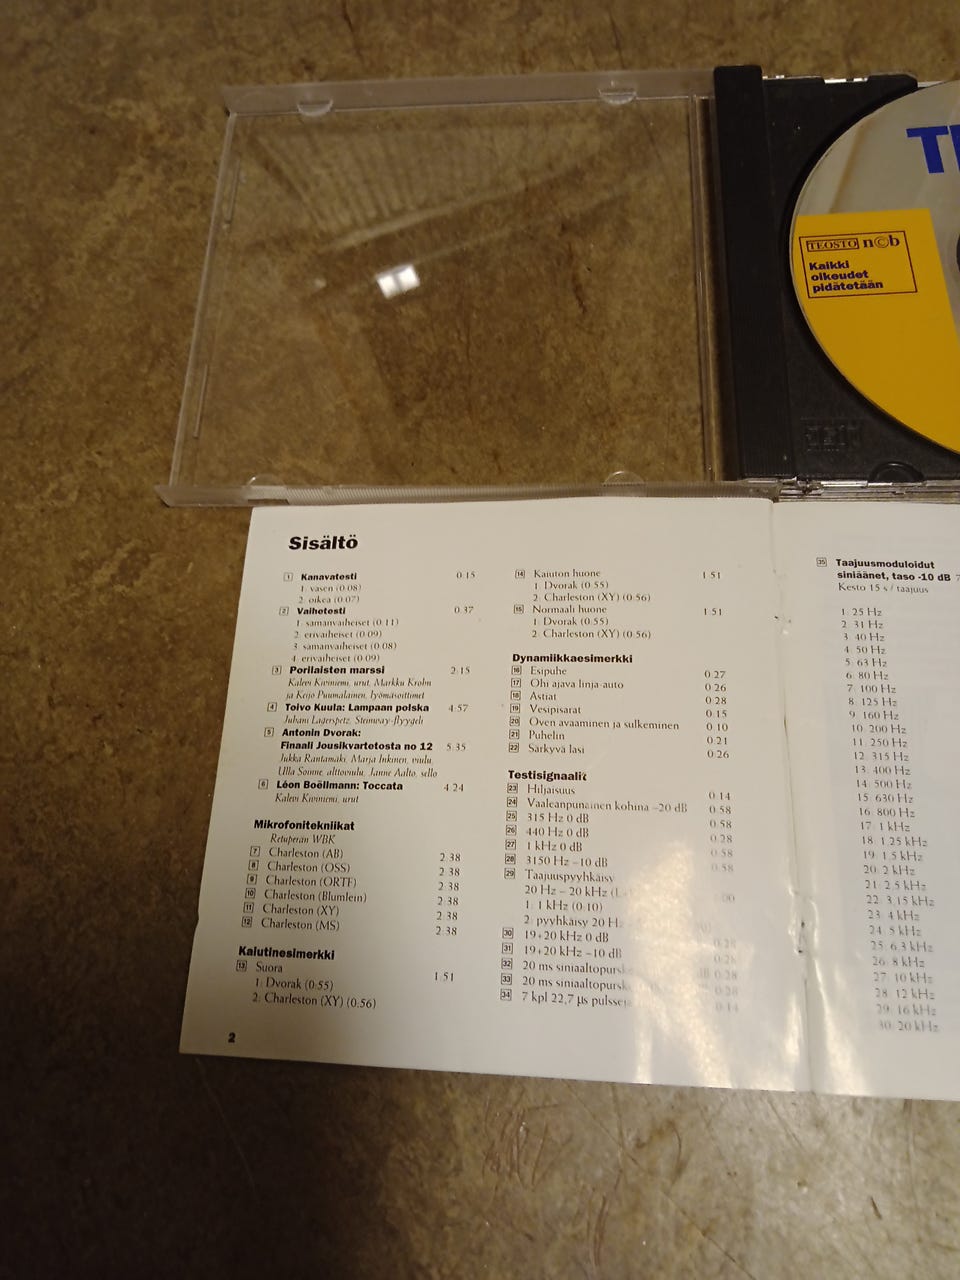 TEOSTO n©b
Kaikki
oikeudet
pidätetään
Sisältö
1 Kanavatesti 0.15
1. vasen (0.08)
2. oikea (0.07)
2 Vaihetesti 0.37
1. samanvaiheiset (0.11)
2. erivaiheiset (0.09)
3. samanvaiheiset (0.08)
4. erivaiheiset (0.09)
3 Porilaisten marssi 2.15
Kalevi Kiviniemi, urut, Markku Krohn
ja Keijo Puumalainen, lyömäsoittimet
4 Toivo Kuula: Lampaan polska 4.57
Juhani Lagerspetz, Steinway-flyygeli
5 Antonin Dvorak:
Finaali Jousikvartetosta no 12 5.35
Jukka Rantamäki, Marja Inkinen, viulu,
Ulla Soinne, alttoviulu, Janne Aalto, sello
6 Léon Boëllmann: Toccata 4.24
Kalevi Kiviniemi, urut
Mikrofonitekniikat
Retuperän WBK
7 Charleston (AB) 2.38
8 Charleston (OSS) 2.38
9 Charleston (ORTF) 2.38
10 Charleston (Blumlein) 2.38
11 Charleston (XY) 2.38
12 Charleston (MS) 2.38
Kaiutinesimerkki
13 Suora 1.51
1. Dvorak (0.55)
2. Charleston (XY) (0.56)
2
14 Kaiuton huone 1.51
1. Dvorak (0.55)
2. Charleston (XY) (0.56)
15 Normaali huone 1.51
1. Dvorak (0.55)
2. Charleston (XY) (0.56)
Dynamiikkaesimerkki
16 Esipuhe 0.27
17 Ohi ajava linja-auto 0.26
18 Astiat 0.28
19 Vesipisarat 0.15
20 Oven avaaminen ja sulkeminen 0.10
21 Puhelin 0.21
22 Särkyvä lasi 0.26
Testisignaalit
23 Hiljaisuus 0.14
24 Vaaleanpunainen kohina -20 dB 0.58
25 315 Hz 0 dB 0.58
26 440 Hz 0 dB 0.28
27 1 kHz 0 dB 0.58
28 3150 Hz -10 dB 0.58
29 Taajuuspyyhkäisy
20 Hz - 20 kHz
1. 1 kHz (0.10)
2. pyyhkäisy 20 Hz
30 19+20 kHz 0 dB 0.28
31 19+20 kHz -10 dB 0.28
32 20 ms dB 0.28
33 20 ms 0.28
34 7 kpl 22,7 µs 0.14
35 Taajuusmoduloidut
siniäänet, taso -10 dB 7
Kesto 15 s / taajuus
1. 25 Hz
2. 31 Hz
3. 40 Hz
4. 50 Hz
5. 63 Hz
6. 80 Hz
7. 100 Hz
8. 125 Hz
9. 160 Hz
10. 200 Hz
11. 250 Hz
12. 315 Hz
13. 400 Hz
14. 500 Hz
15. 630 Hz
16. 800 Hz
17. 1 kHz
18. 1,25 kHz
19. 1,5 kHz
20. 2 kHz
21. 2,5 kHz
22. 3,15 kHz
23. 4 kHz
24. 5 kHz
25. 6,3 kHz
26. 8 kHz
27. 10 kHz
28. 12 kHz
29. 16 kHz
30. 20 kHz